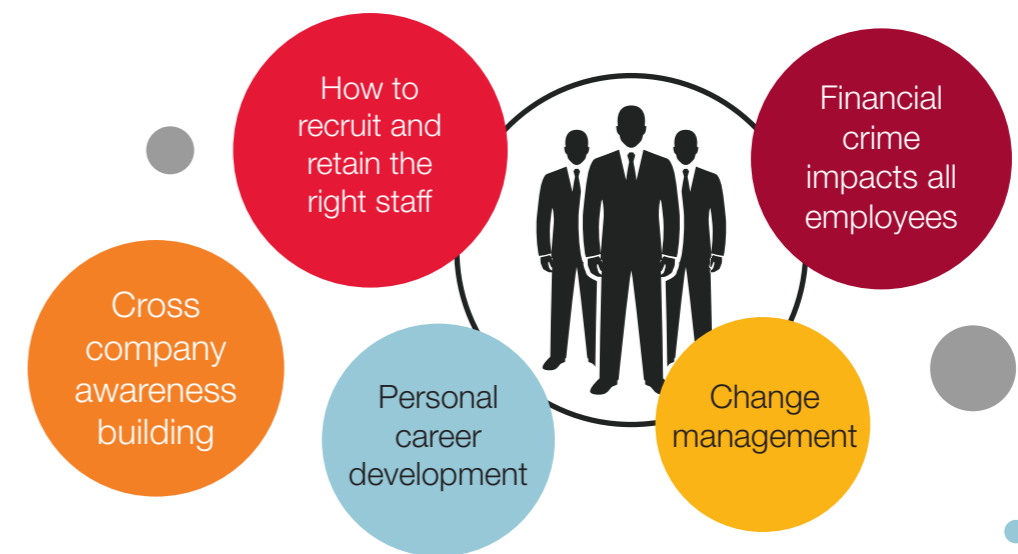 How to
recruit and
retain the
right staff
Financial
crime
impacts all
employees
Cross
company
awareness
building
Personal
career
development
Change
management